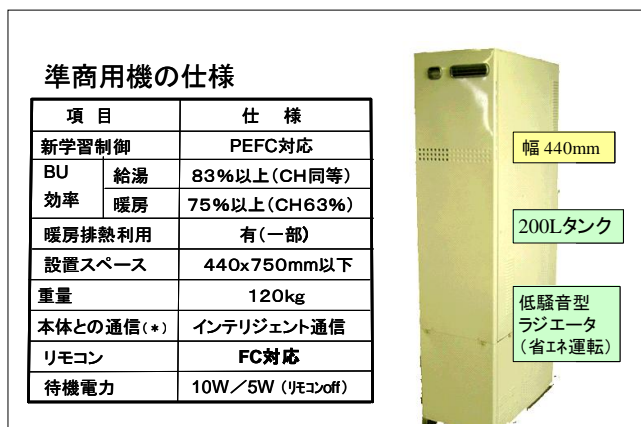 準商用機の仕様
項 目 仕 様
新学習制御 PEFC対応
BU効率 給湯 83%以上(CH同等)
暖房 75%以上(CH63%)
暖房排熱利用 有(一部)
設置スペース 440x750mm以下
重量 120kg
本体との通信(*) インテリジェント通信
リモコン FC対応
待機電力 10W/5W (リモコンoff)
幅 440mm
200Lタンク
低騒音型
ラジエータ
(省エネ運転)